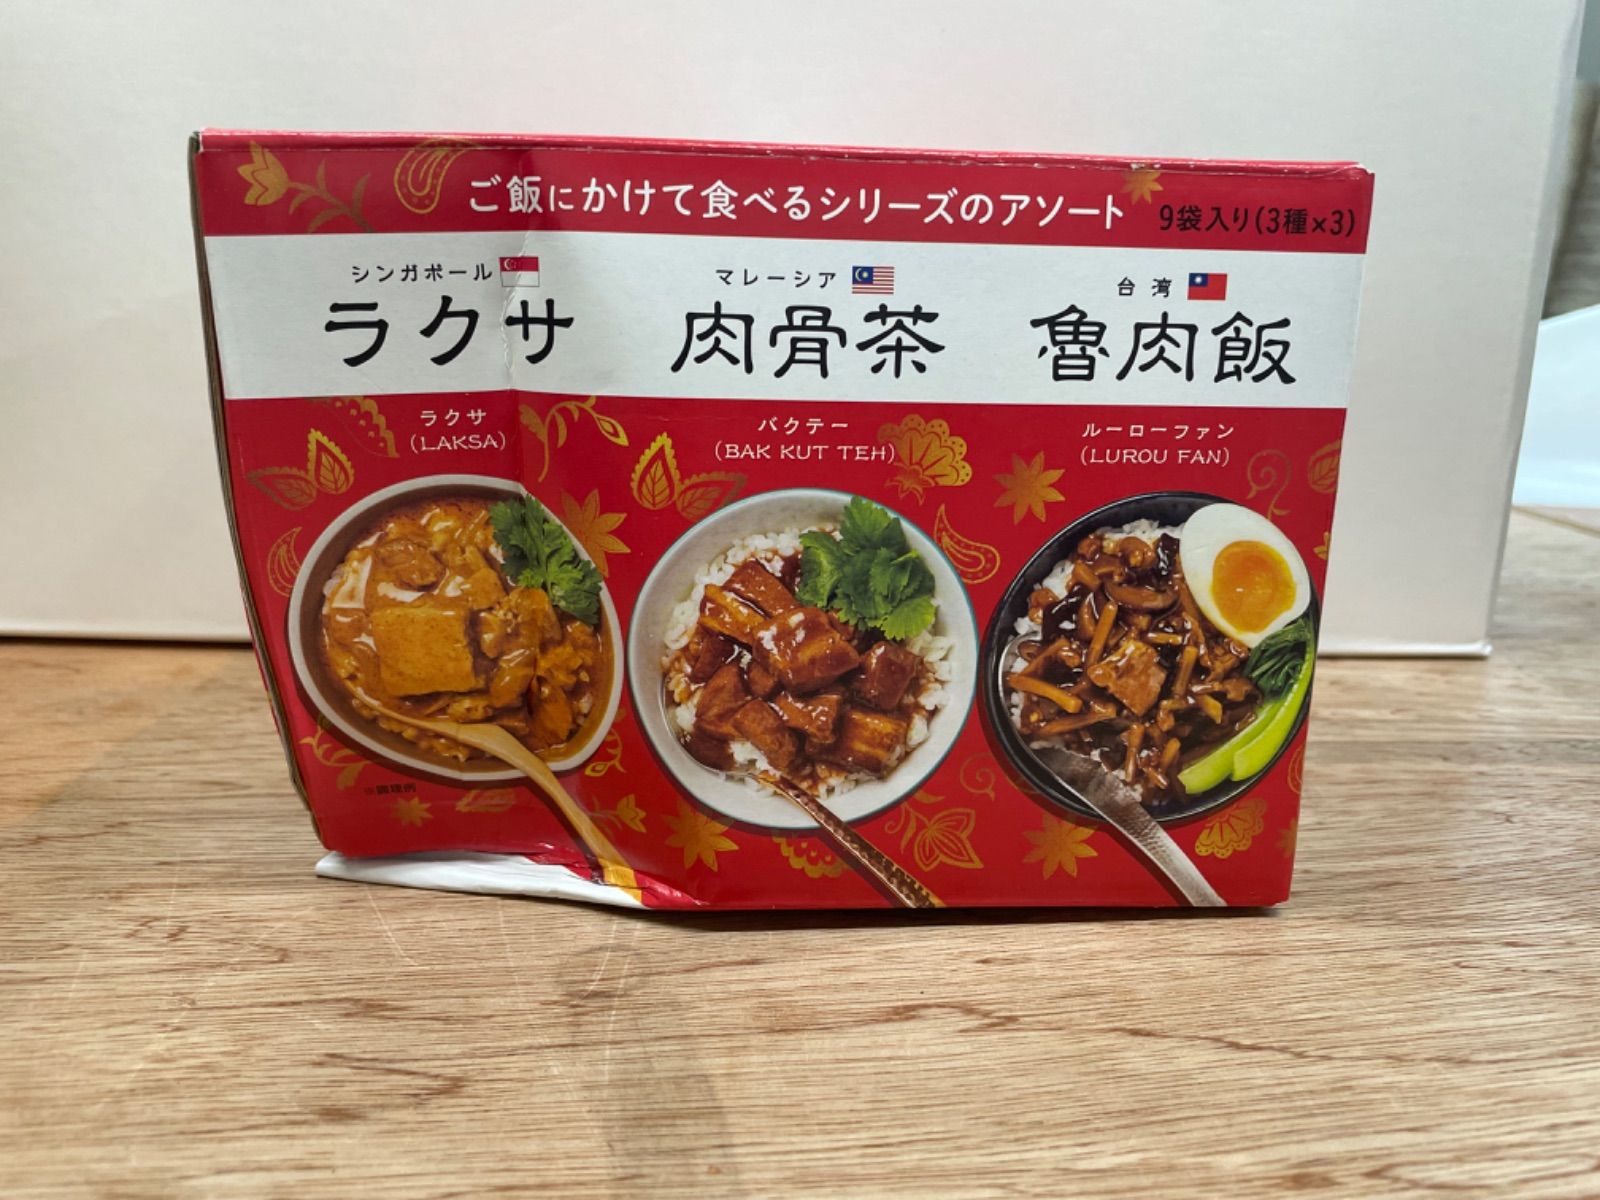 ご飯にかけて食べるシリーズのアソート 9袋入り(3種×3)
シンガポール
ラクサ
ラクサ
(LAKSA)
マレーシア
肉骨茶
バクテー
(BAK KUT TEH)
台湾
魯肉飯
ルーローファン
(LUROU FAN)
※調理例